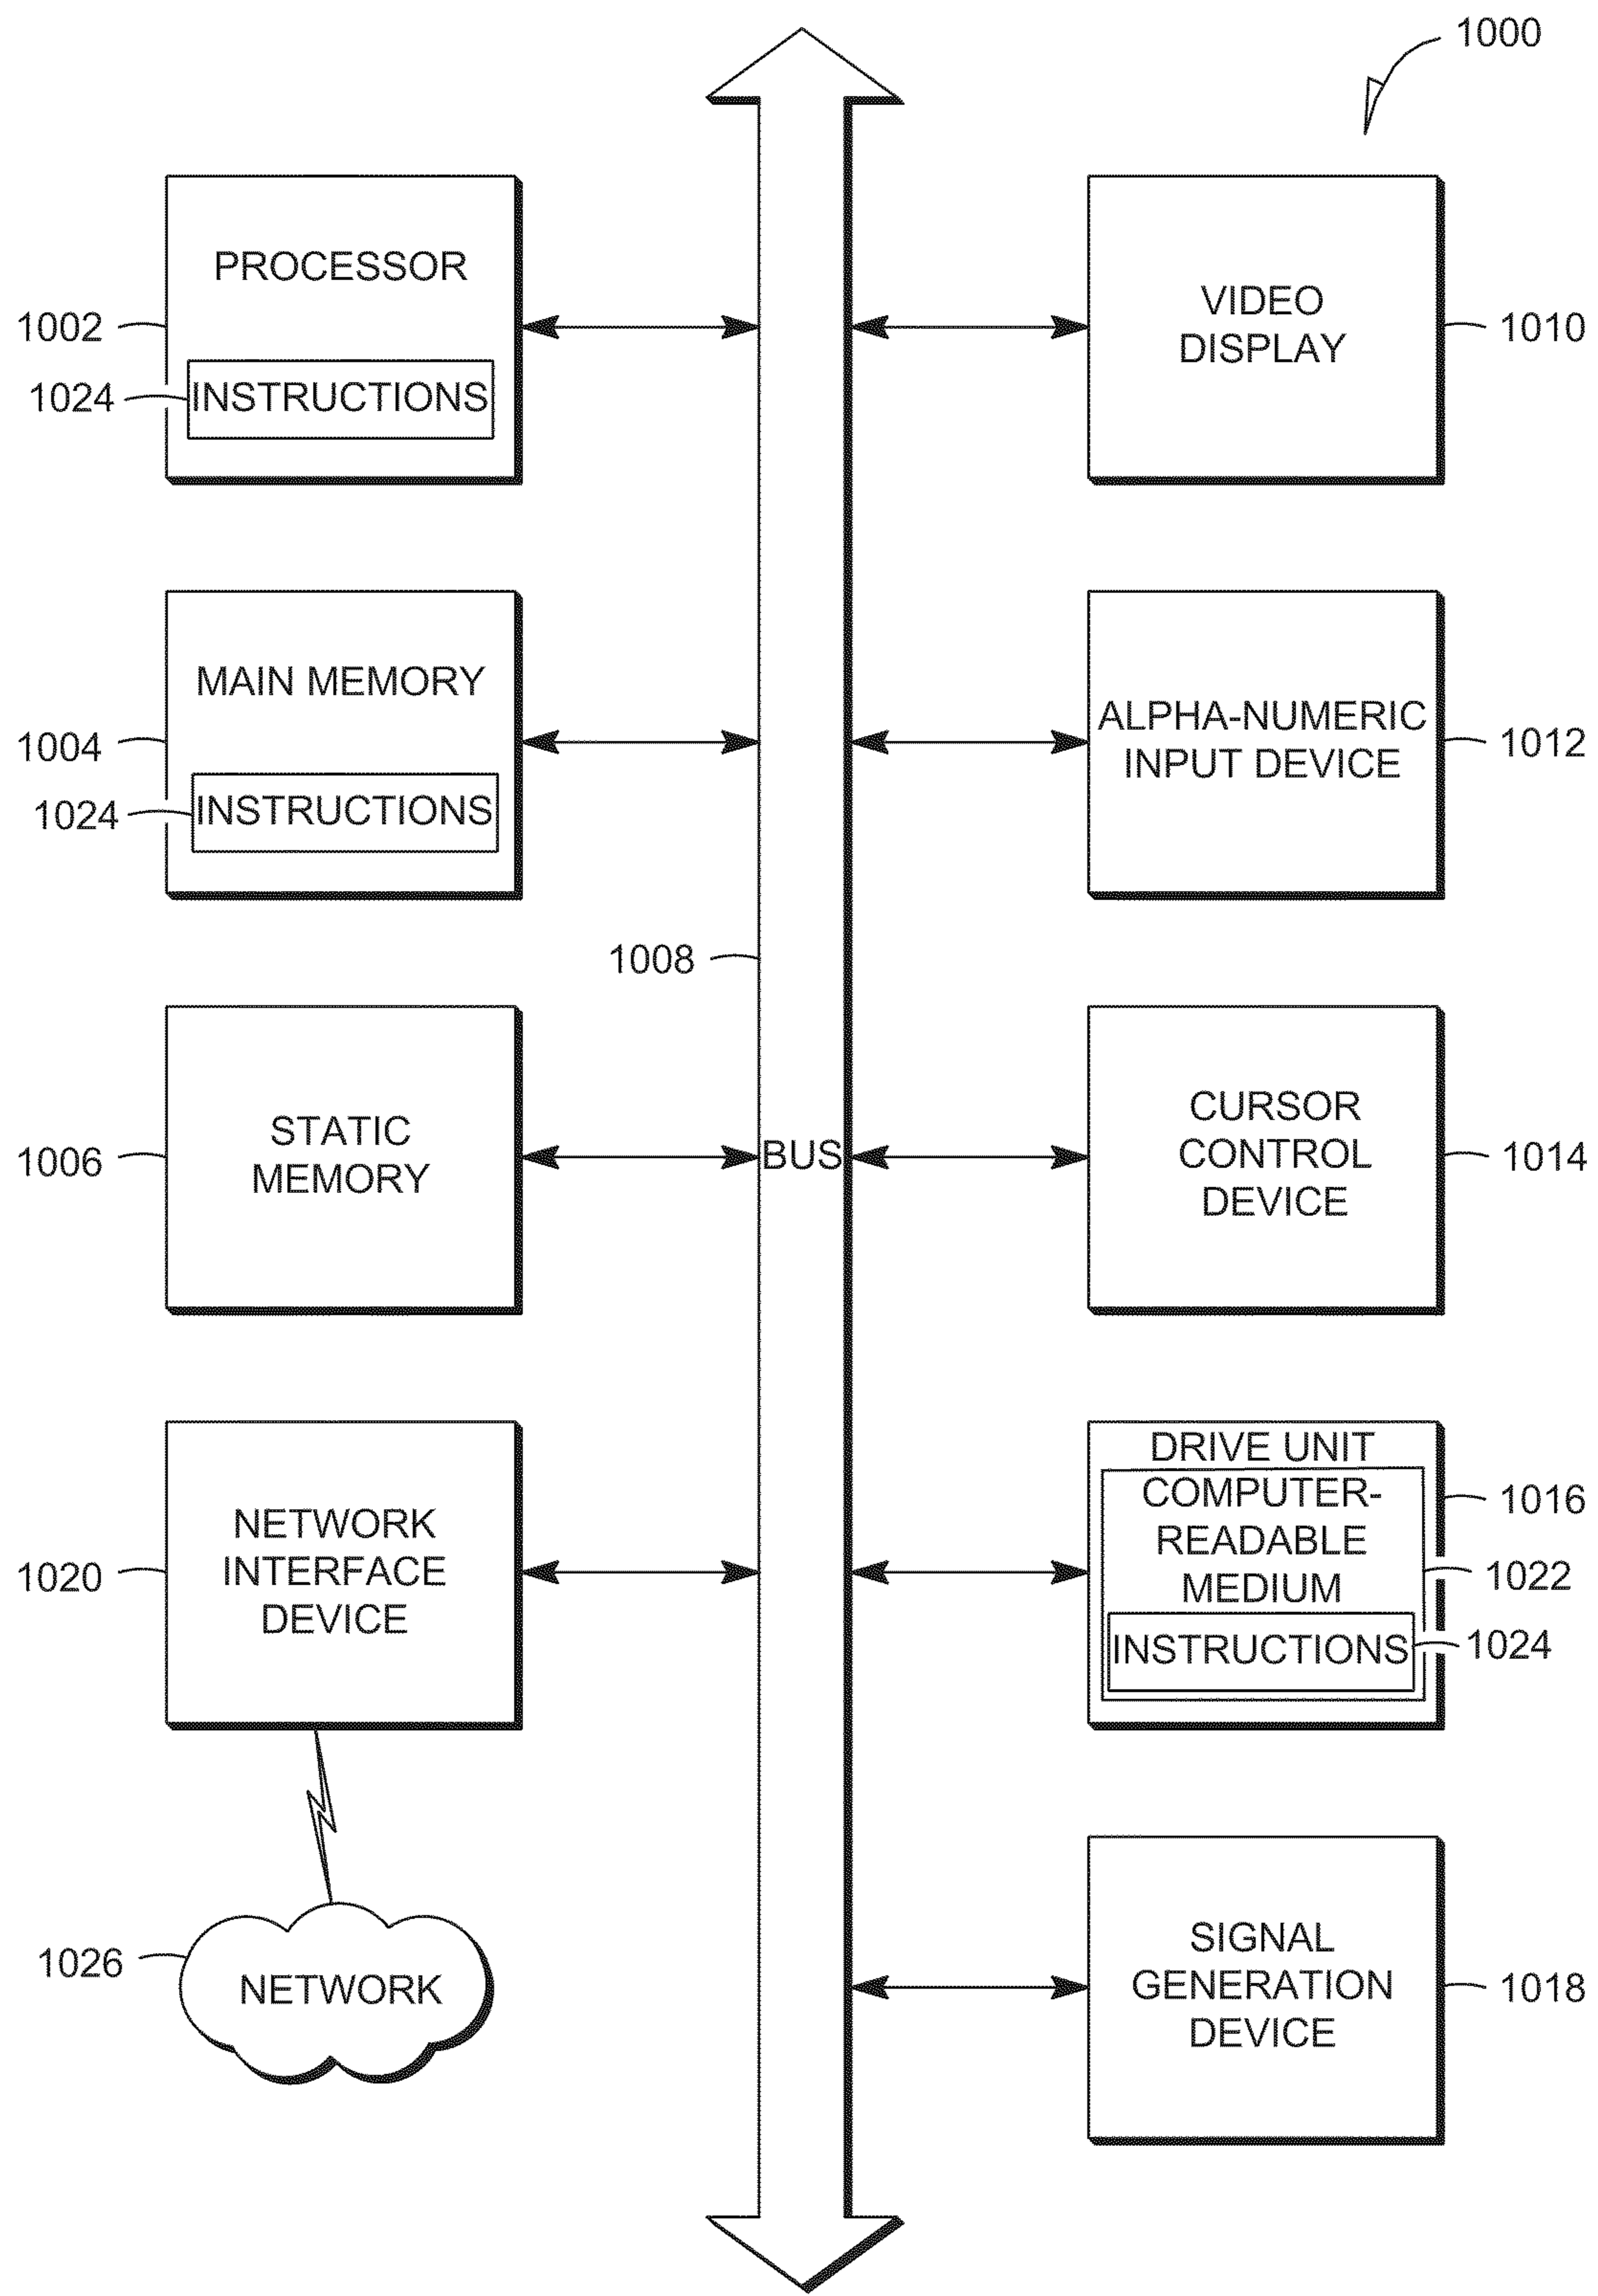 1000
PROCESSOR
1002
1024
INSTRUCTIONS
VIDEO
DISPLAY
1010
MAIN MEMORY
1004
1024
INSTRUCTIONS
ALPHA-NUMERIC
INPUT DEVICE
1012
1008
STATIC
MEMORY
1006
BUS
CURSOR
CONTROL
DEVICE
1014
NETWORK
INTERFACE
DEVICE
1020
DRIVE UNIT
COMPUTER-
READABLE
MEDIUM
INSTRUCTIONS
1016
1022
1024
1026
NETWORK
SIGNAL
GENERATION
DEVICE
1018